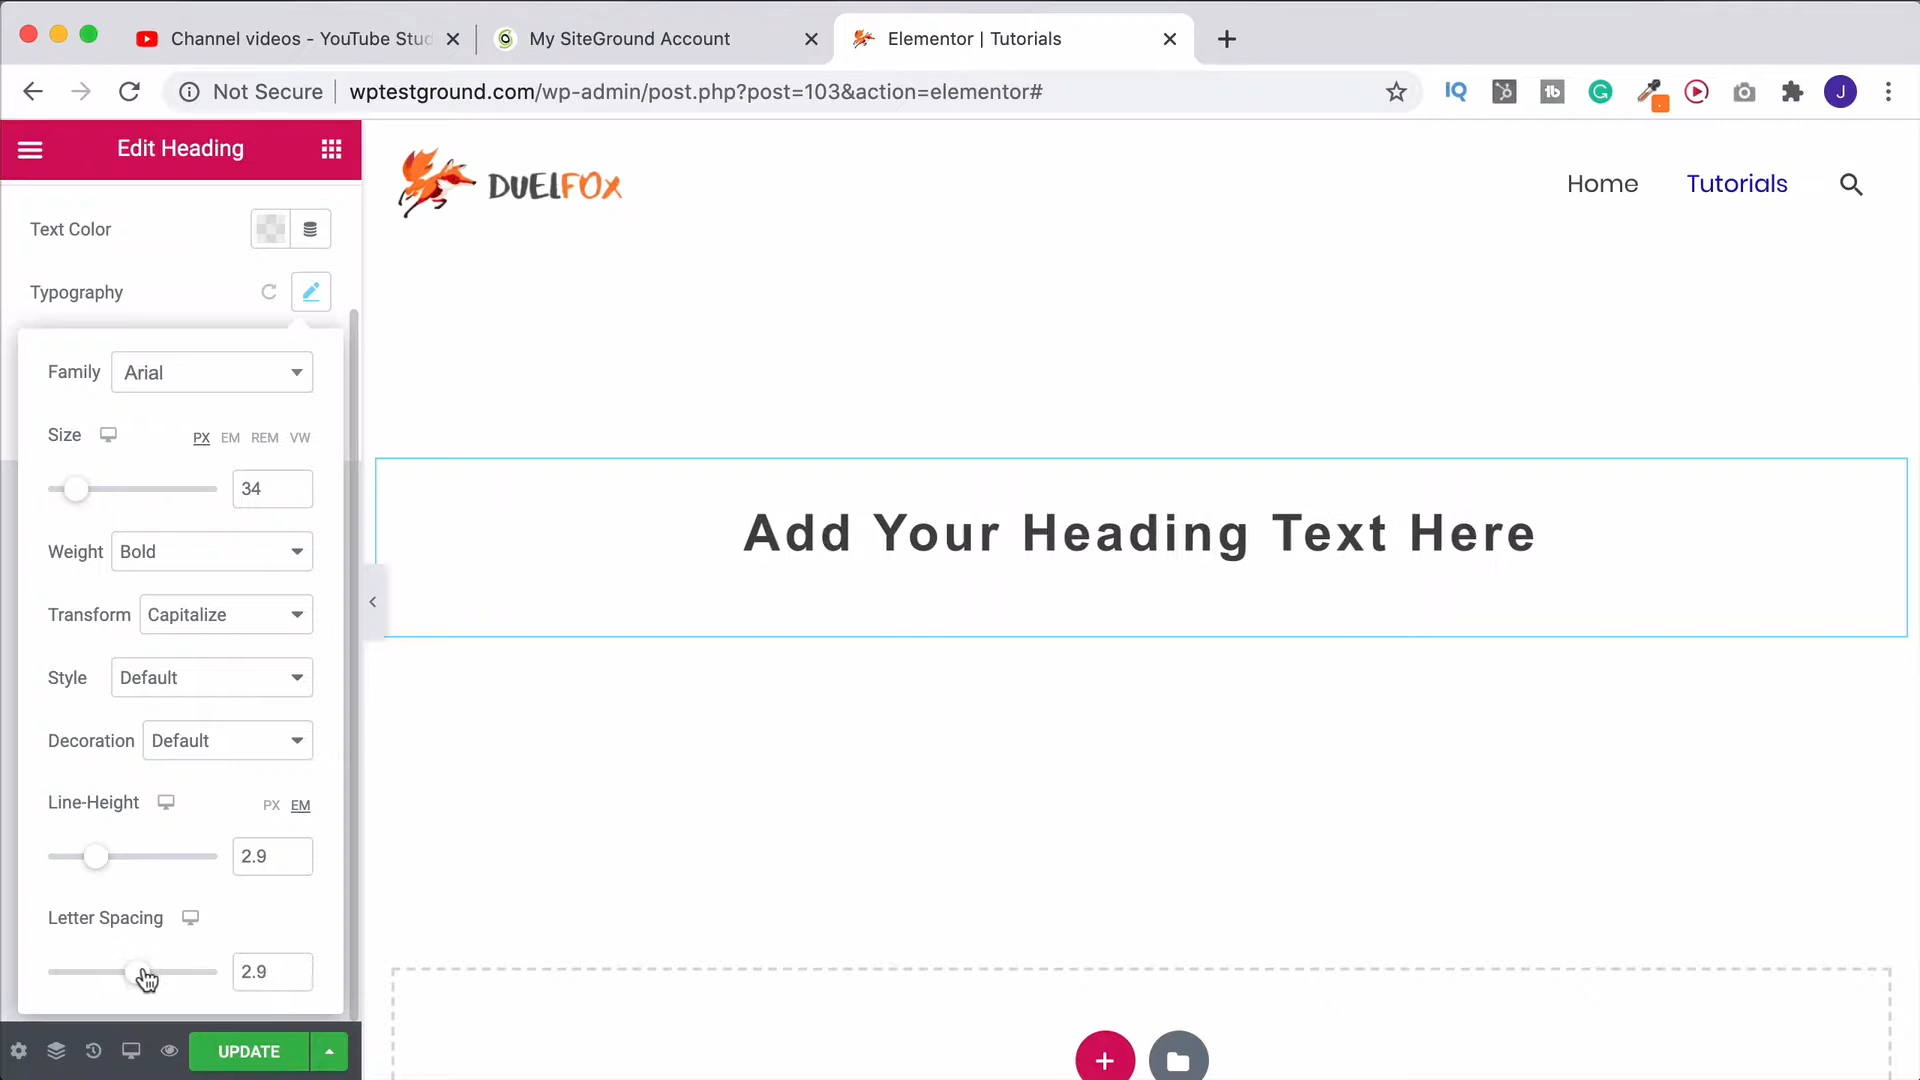 Channel videos - YouTube Stud
My SiteGround Account
Elementor | Tutorials
Not Secure
wptestground.com/wp-admin/post.php?post=103&action=elementor#
IQ
tb
G
J
Edit Heading
DUELFOX
Home
Tutorials
Text Color
Typography
Family
Arial
Size
PX EM REM VW
34
Weight
Bold
Transform
Capitalize
Style
Default
Decoration
Default
Line-Height
PX EM
2.9
Letter Spacing
2.9
Add Your Heading Text Here
UPDATE